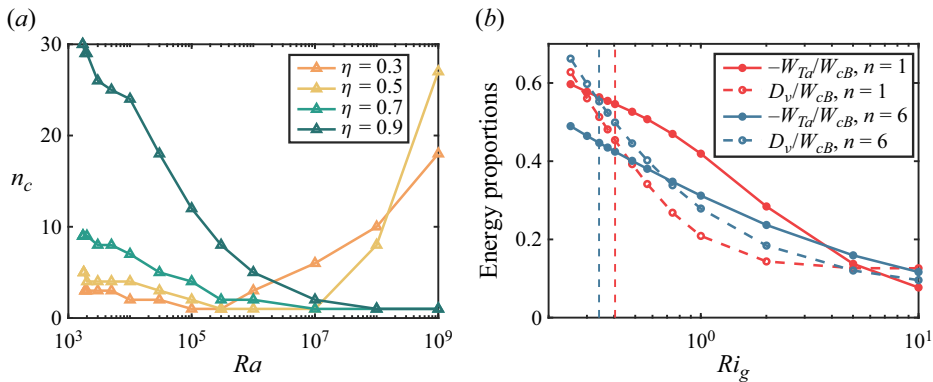 (a)
30
20
n_c
10
0
10^3
10^5
10^7
10^9
Ra
η = 0.3
η = 0.5
η = 0.7
η = 0.9
(b)
0.6
0.4
0.2
0
Energy proportions
10^0
10^1
Ri_g
–W_Ta/W_cB, n = 1
D_v/W_cB, n = 1
–W_Ta/W_cB, n = 6
D_v/W_cB, n = 6